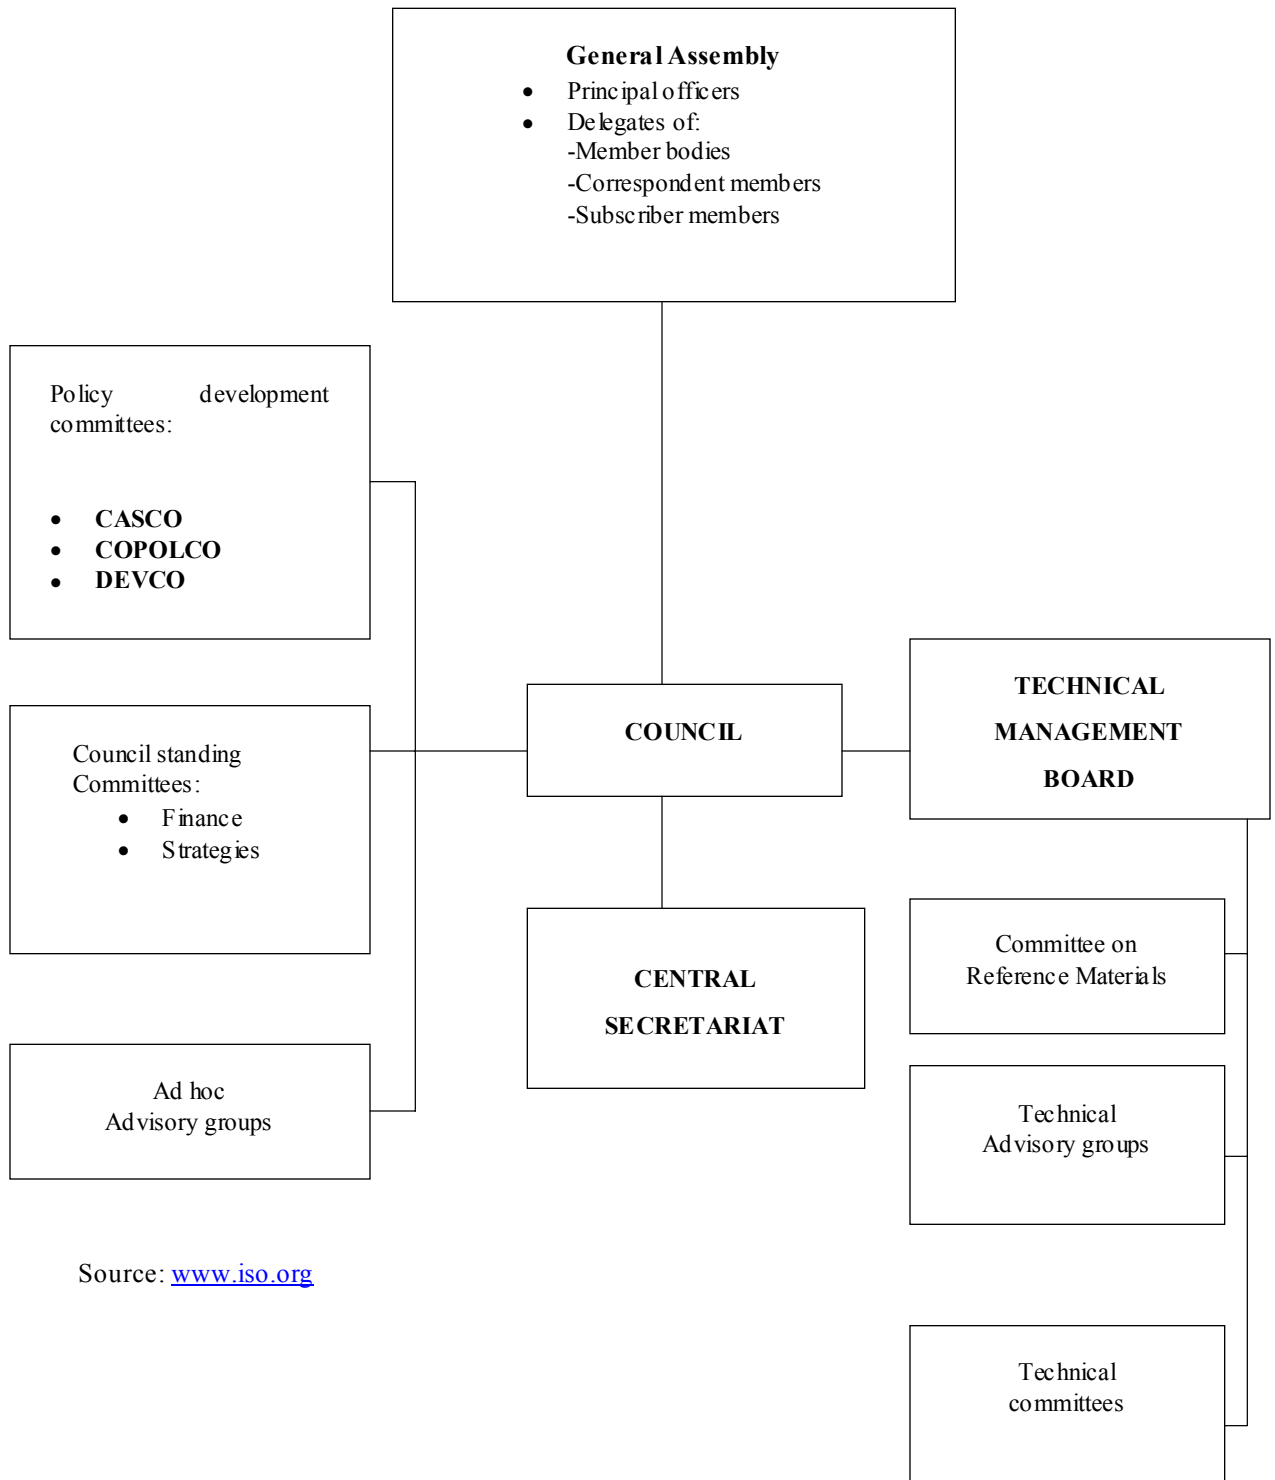 General Assembly
• Principal officers
• Delegates of:
-Member bodies
-Correspondent members
-Subscriber members
Policy development
committees:
• CASCO
• COPOLCO
• DEVCO
Council standing
Committees:
• Finance
• Strategies
Ad hoc
Advisory groups
COUNCIL
CENTRAL
SECRETARIAT
TECHNICAL
MANAGEMENT
BOARD
Committee on
Reference Materials
Technical
Advisory groups
Technical
committees
Source: www.iso.org